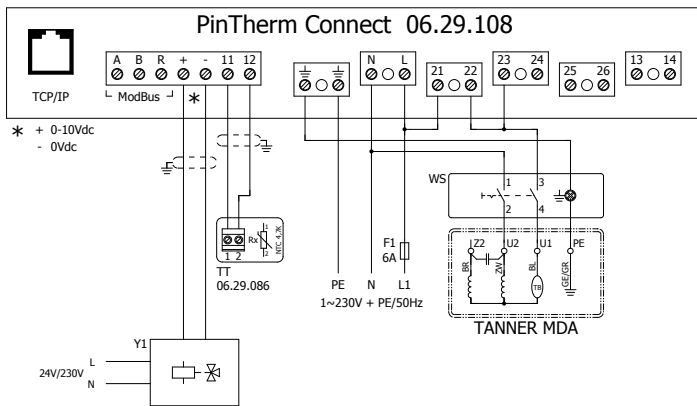 PinTherm Connect 06.29.108
A B R + - 11 12
N L
21 22
23 24
25 26
13 14
TCP/IP
ModBus
*
* + 0-10Vdc
- 0Vdc
WS
1 3
2 4
Rx
NTC 4,7K
1
2
1 2
TT
06.29.086
F1
6A
PE N L1
1~230V + PE/50Hz
Z2 U2 U1 PE
BR
ZW
BL
GE/GR
TB
TANNER MDA
Y1
24V/230V
L
N